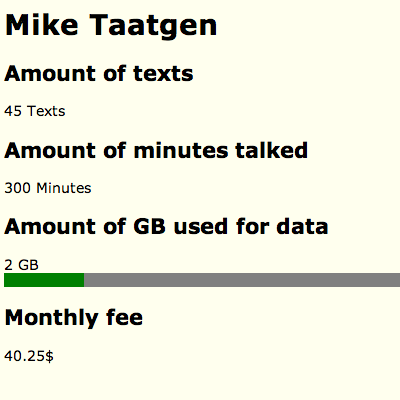 Mike Taatgen
Amount of texts
45 Texts
Amount of minutes talked
300 Minutes
Amount of GB used for data
2 GB
Monthly fee
40.25$